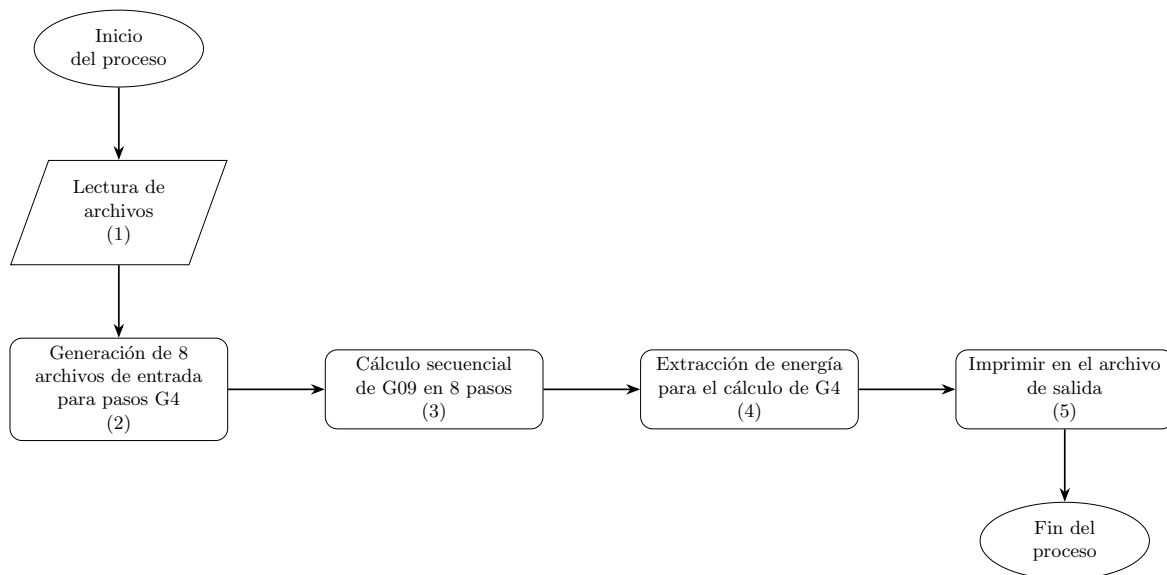 Inicio
del proceso
Lectura de
archivos
(1)
Generación de 8
archivos de entrada
para pasos G4
(2)
Cálculo secuencial
de G09 en 8 pasos
(3)
Extracción de energía
para el cálculo de G4
(4)
Imprimir en el archivo
de salida
(5)
Fin del
proceso